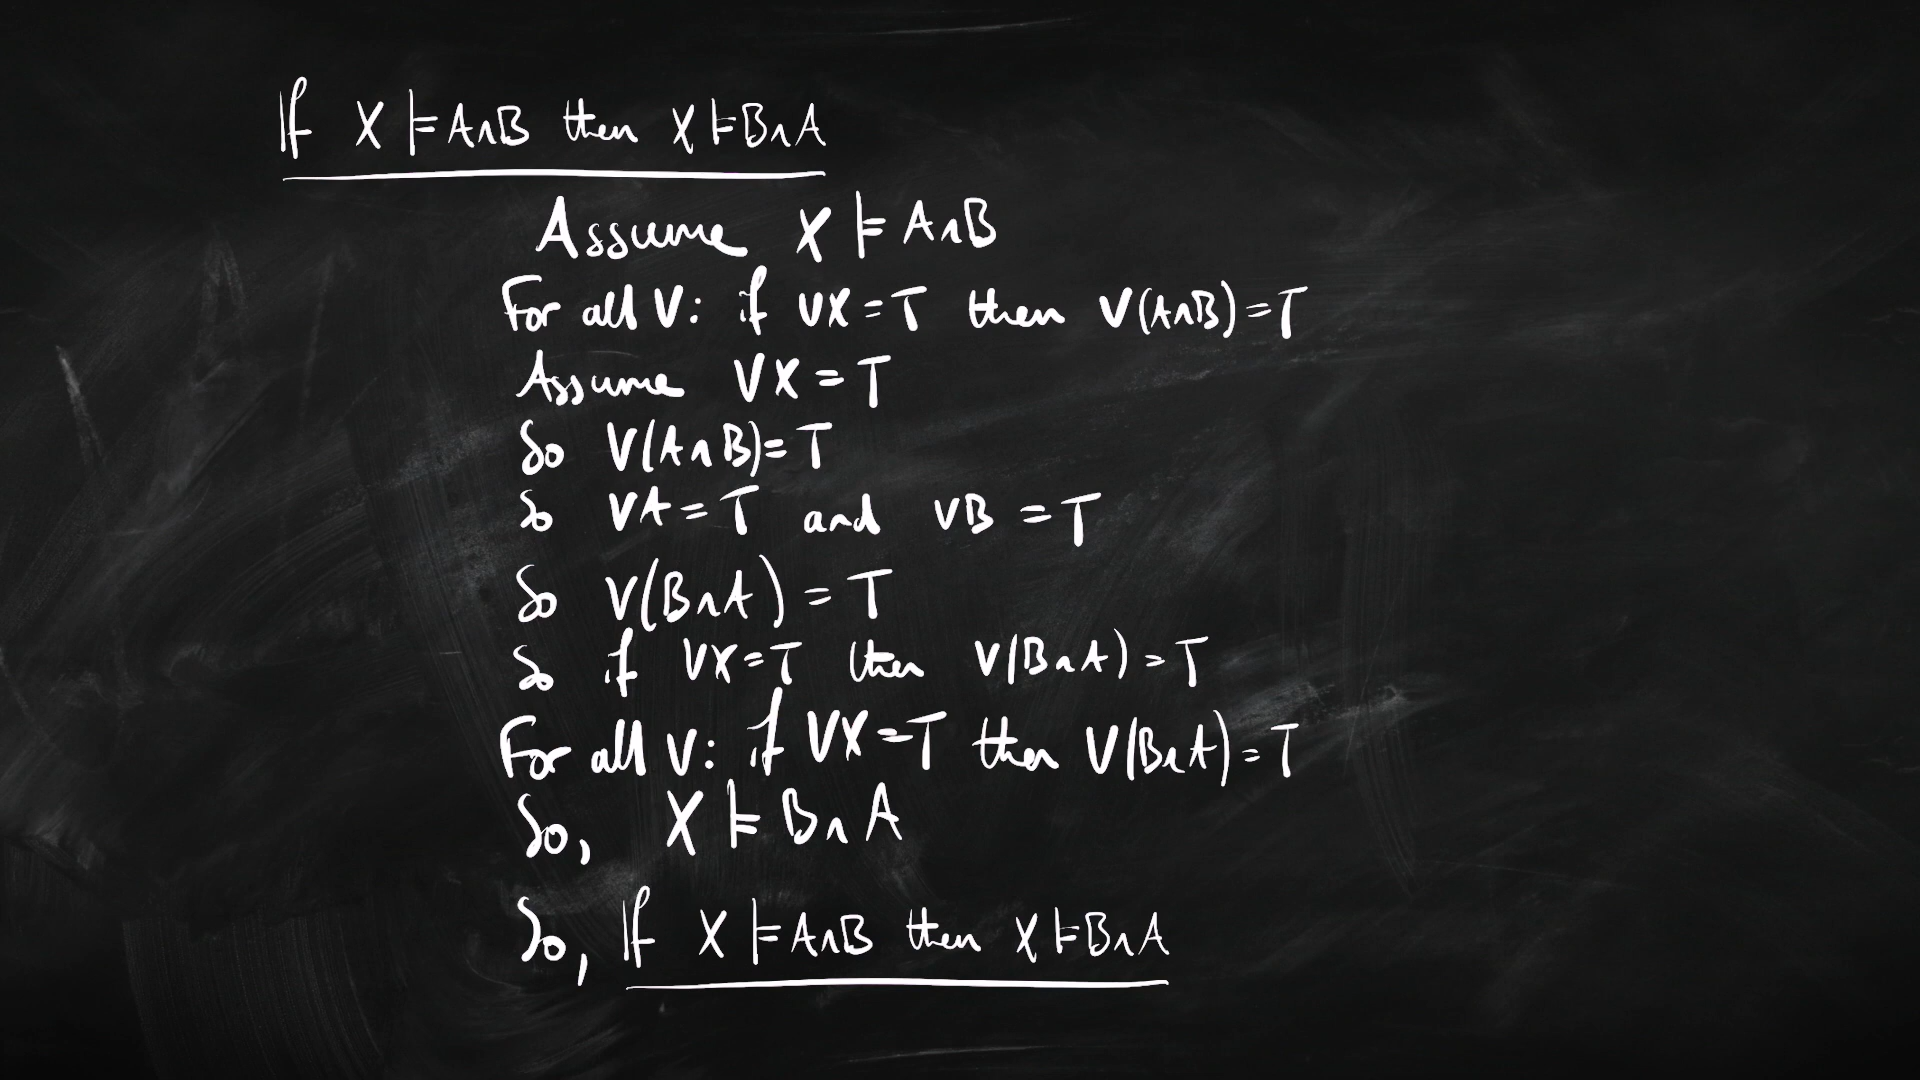 If X ⊨ A∧B then X ⊨ B∧A
Assume X ⊨ A∧B
For all V: if VX = T then V(A∧B) = T
Assume VX = T
So V(A∧B) = T
So VA = T and VB = T
So V(B∧A) = T
So if VX = T then V(B∧A) = T
For all V: if VX = T then V(B∧A) = T
So, X ⊨ B∧A
So, If X ⊨ A∧B then X ⊨ B∧A